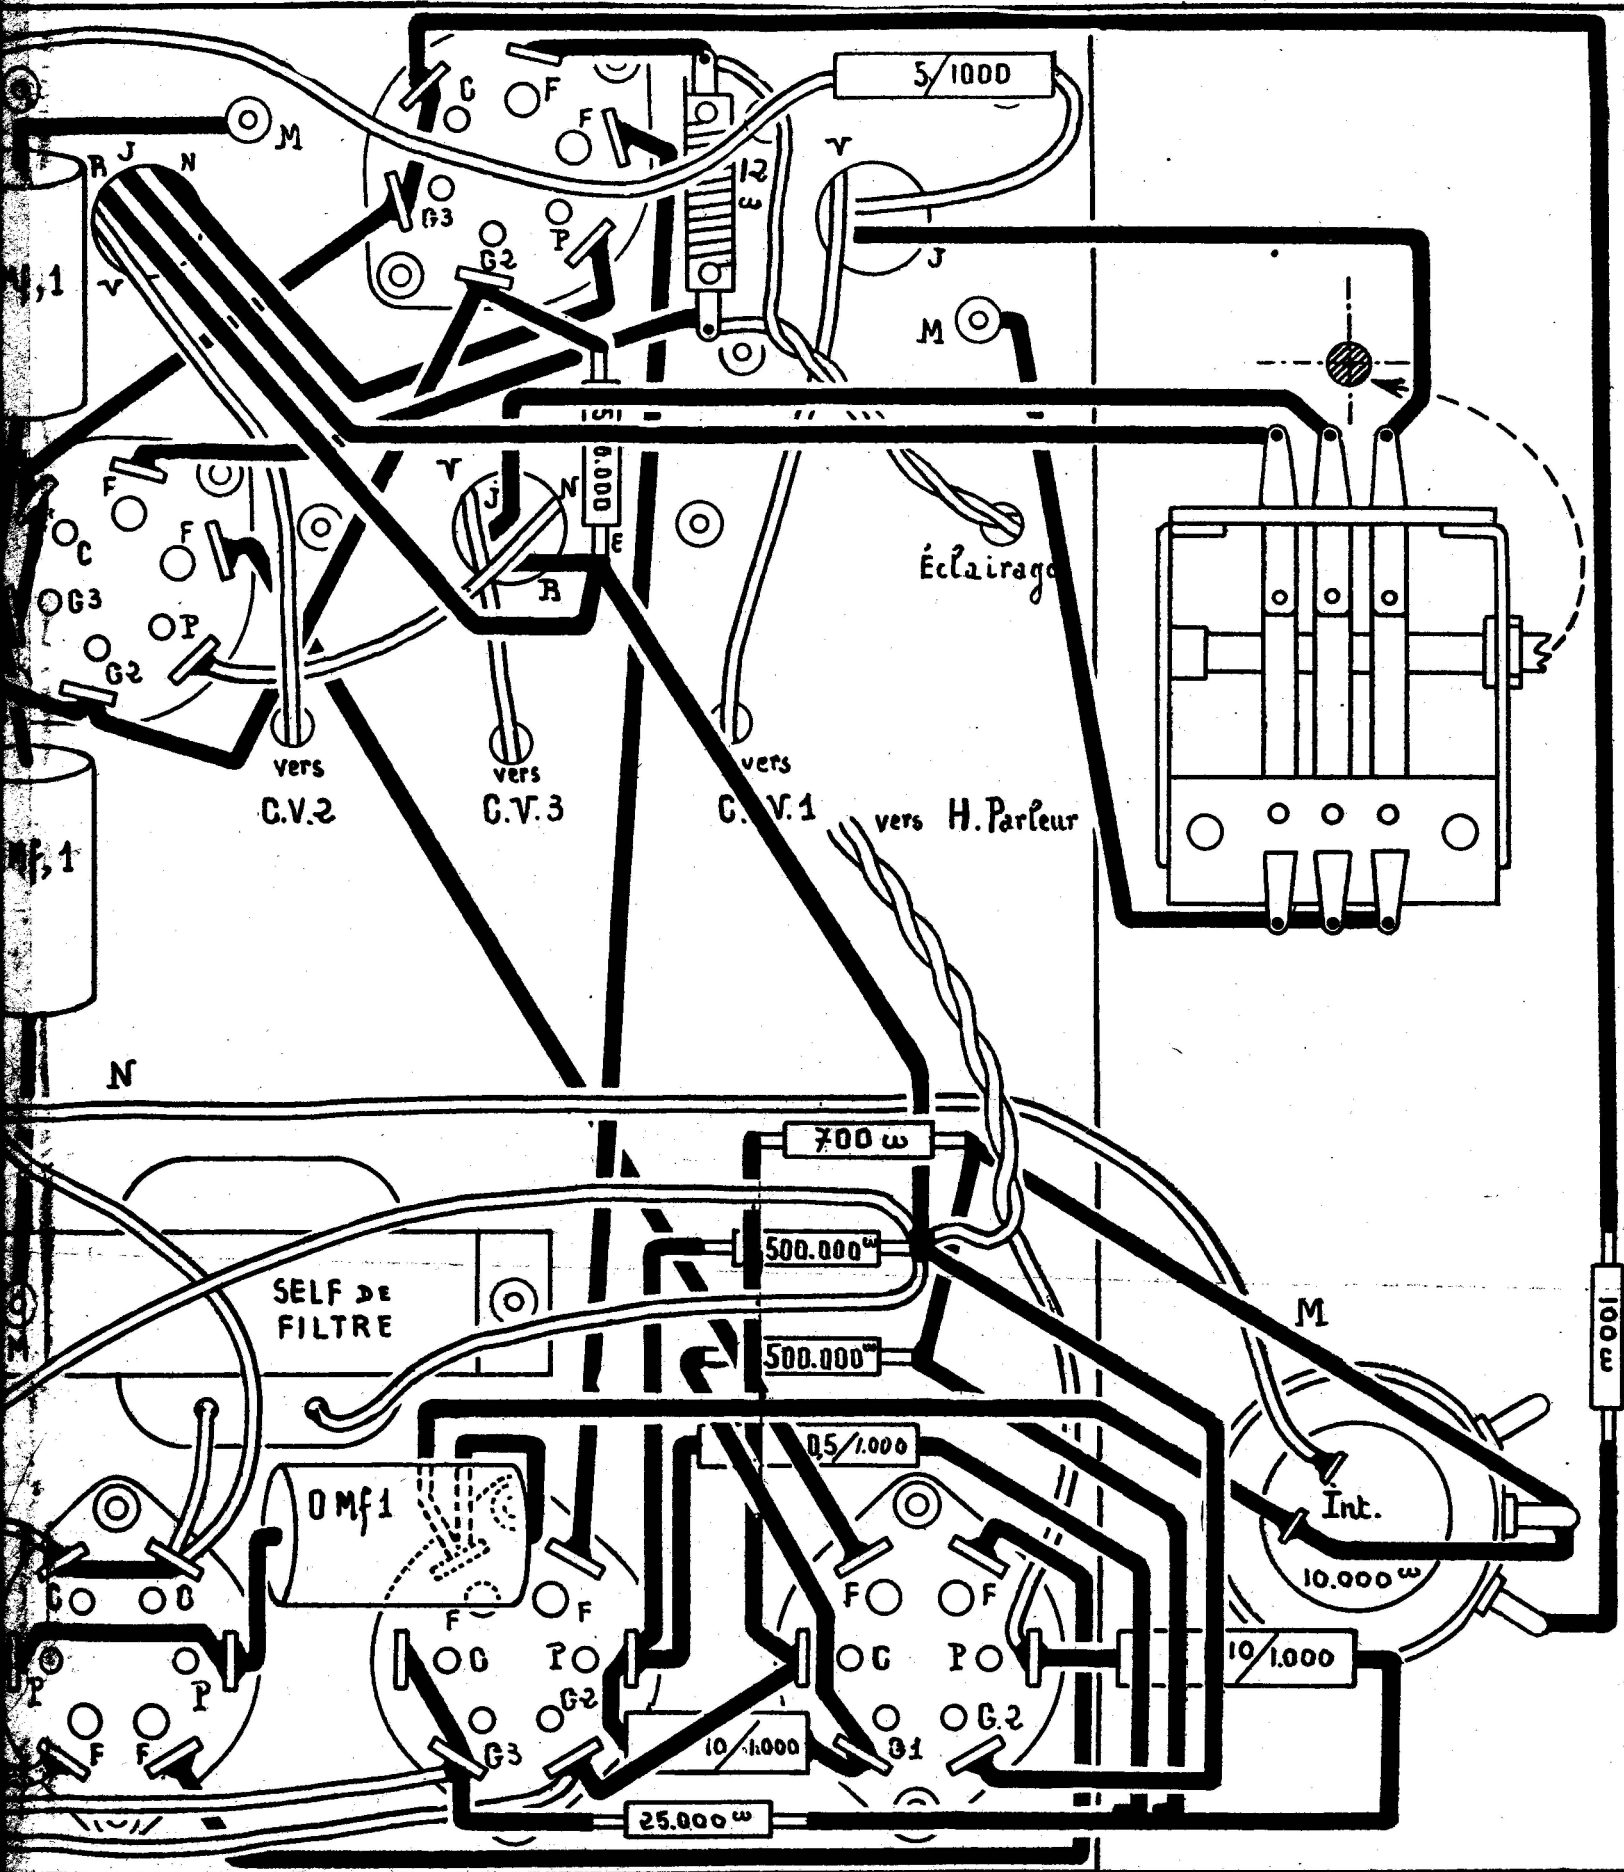 C
F
5/1000
M
F
R
J
N
V
12
ω
G3
P
G2
J
V
M
,1
V
J
N
F
F
C
G3
P
G2
E
R
Éclairage
vers
C.V.2
vers
C.V.3
vers
C.V.1
vers H.Parleur
Mf,1
N
700 ω
500.000 ω
SELF DE
FILTRE
M
M
500.000 ω
100 ω
0,5/1.000
0 Mf1
Int.
10.000 ω
C
C
F
F
F
F
P
P
C
P
C
P
10/1.000
G2
G.2
F
F
G3
10/1.000
G1
25.000 ω